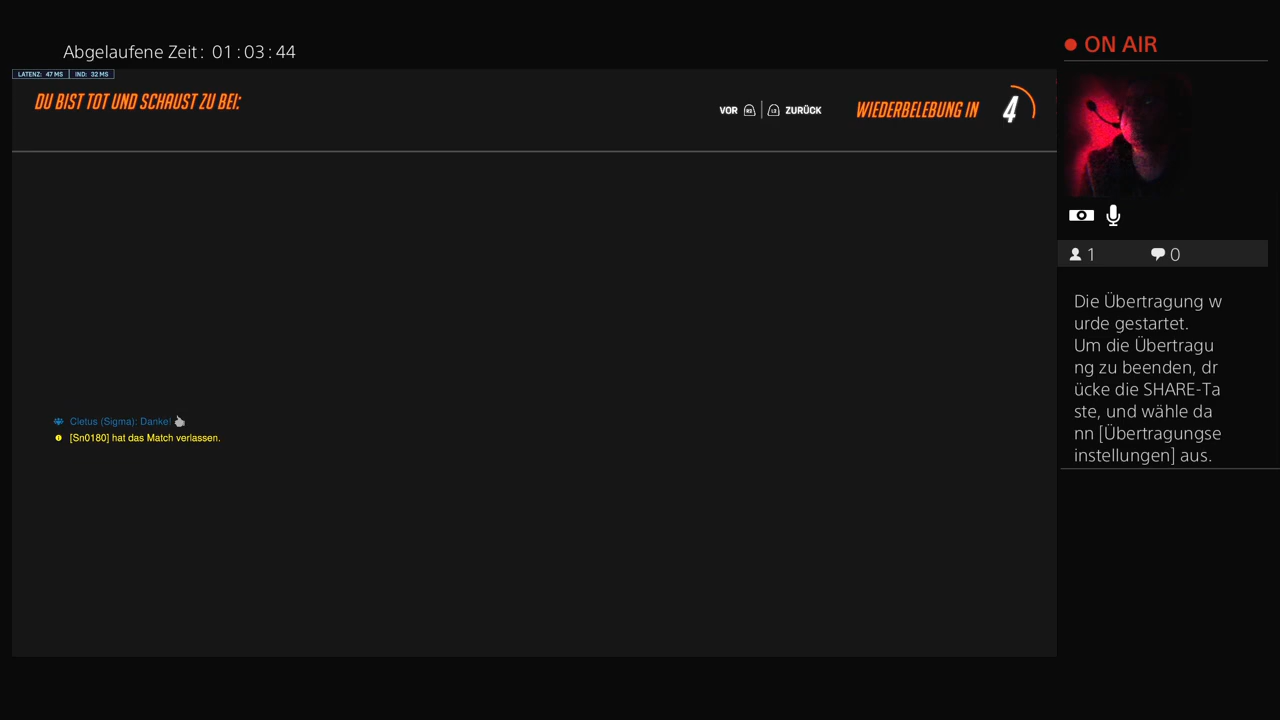 Abgelaufene Zeit: 01:03:44
ON AIR
LATENZ: 47 MS IND: 32 MS
DU BIST TOT UND SCHAUST ZU BEI:
VOR R2 L2 ZURÜCK
WIEDERBELEBUNG IN 4
1 0
Die Übertragung w
urde gestartet.
Um die Übertragu
ng zu beenden, dr
ücke die SHARE-Ta
ste, und wähle da
nn [Übertragungse
instellungen] aus.
Cletus (Sigma): Danke!
[Sn0180] hat das Match verlassen.